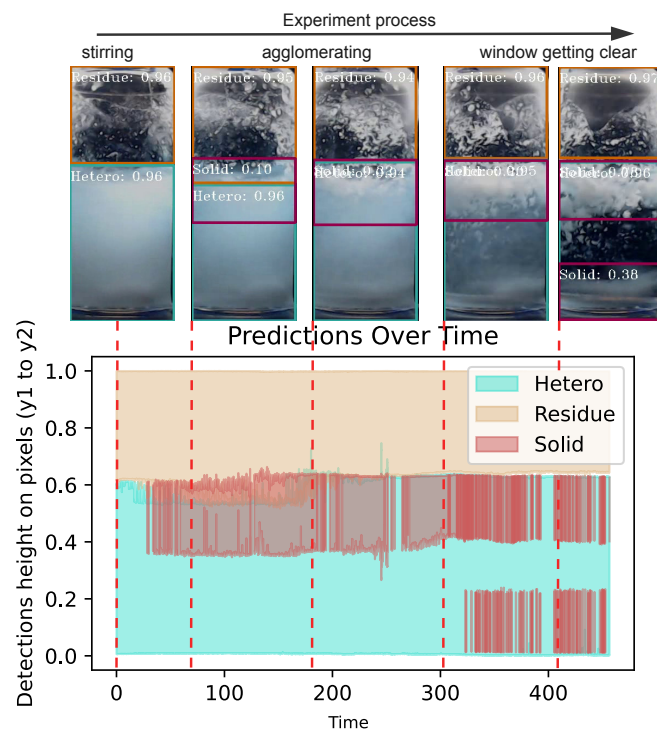 Experiment process
stirring
agglomerating
window getting clear
Residue: 0.96
Residue: 0.95
Residue: 0.94
Residue: 0.96
Residue: 0.97
Hetero: 0.96
Solid: 0.10
Hetero: 0.96
Solid: 0.38
Predictions Over Time
Detections height on pixels (y1 to y2)
1.0
0.8
0.6
0.4
0.2
0.0
Hetero
Residue
Solid
0
100
200
300
400
Time